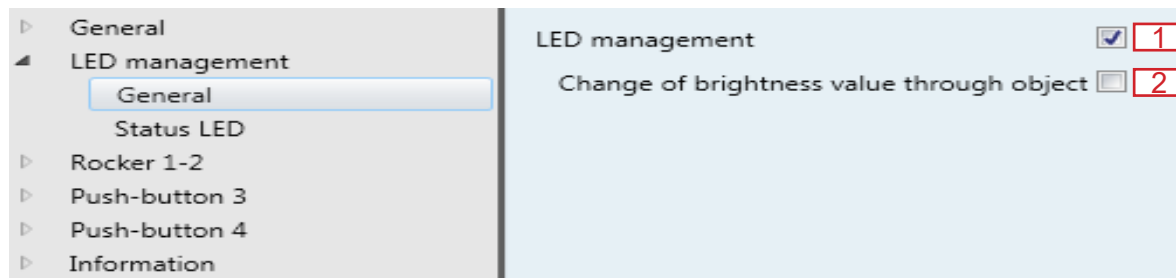 General
LED management
General
Status LED
Rocker 1-2
Push-button 3
Push-button 4
Information
LED management 1
Change of brightness value through object 2